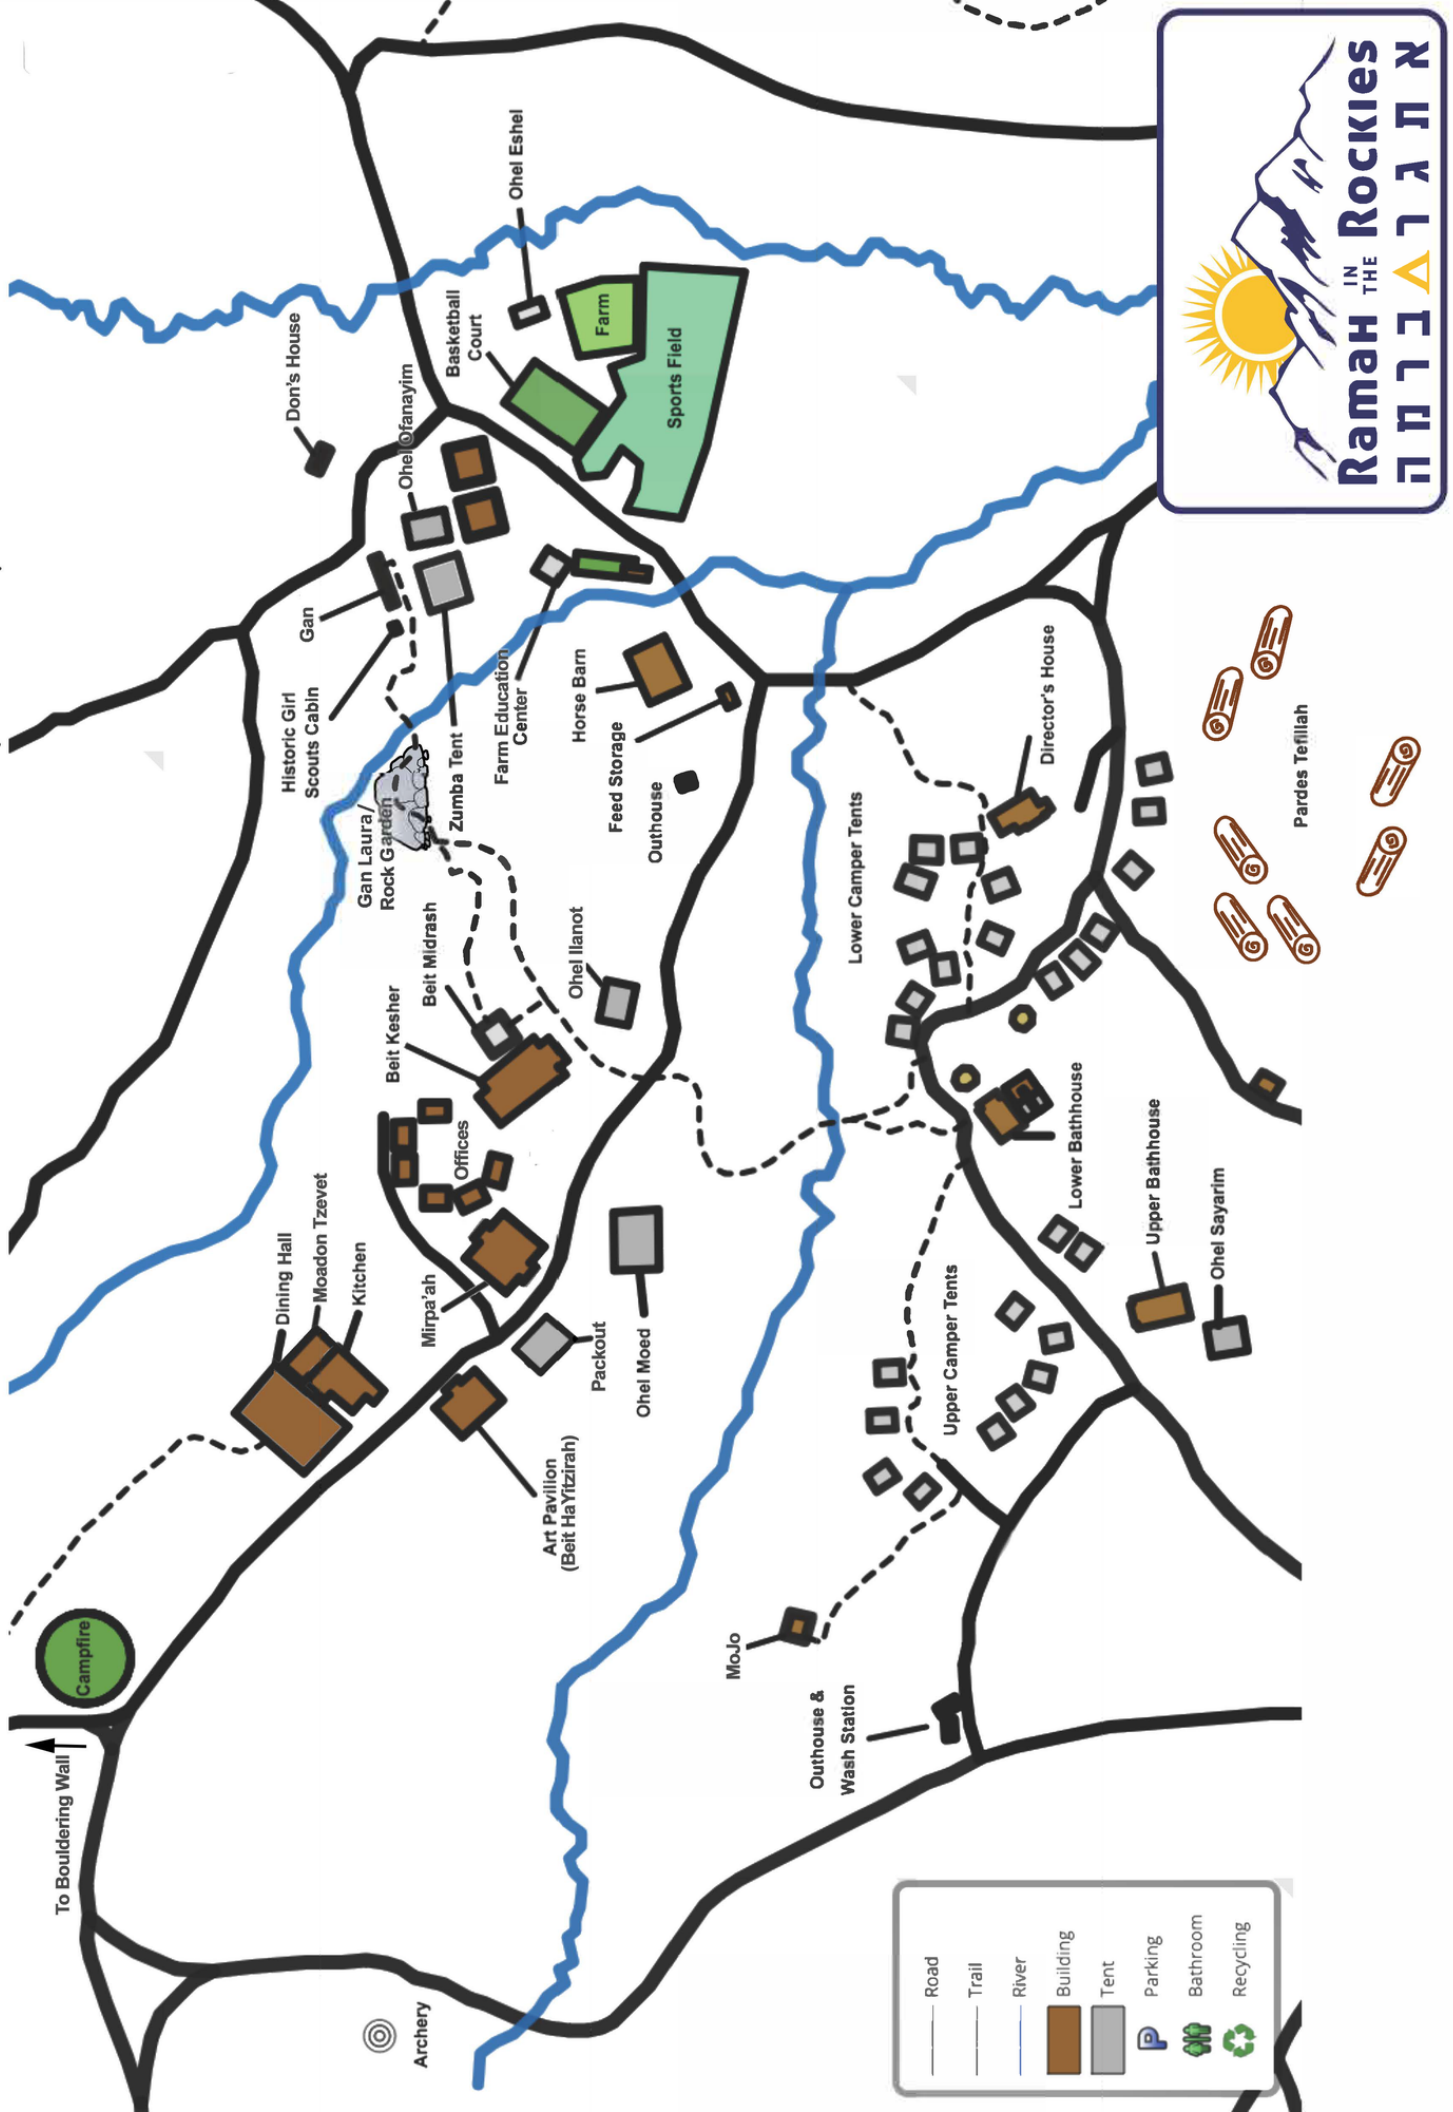 To Bouldering Wall
Campfire
Dining Hall
Moadon Tzevet
Kitchen
Historic Girl
Scouts Cabin
Gan
Don's House
Gan Laura/
Rock Garden
Beit Kesher
Beit Midrash
Ohel Ofanayim
Archery
Mirpa'ah
Offices
Zumba Tent
Basketball
Court
Farm Education
Center
Ohel Eshel
Art Pavilion
(Beit HaYitzirah)
Packout
Ohel Ilanot
Horse Barn
Farm
Ohel Moed
Feed Storage
Outhouse
Sports Field
MoJo
Outhouse &
Wash Station
Lower Camper Tents
Upper Camper Tents
Director's House
Lower Bathhouse
Upper Bathhouse
Ohel Sayarim
Pardes Tefillah
Road
Trail
River
Building
Tent
P Parking
Bathroom
Recycling
Ramah IN THE Rockies
אתגר ברמה